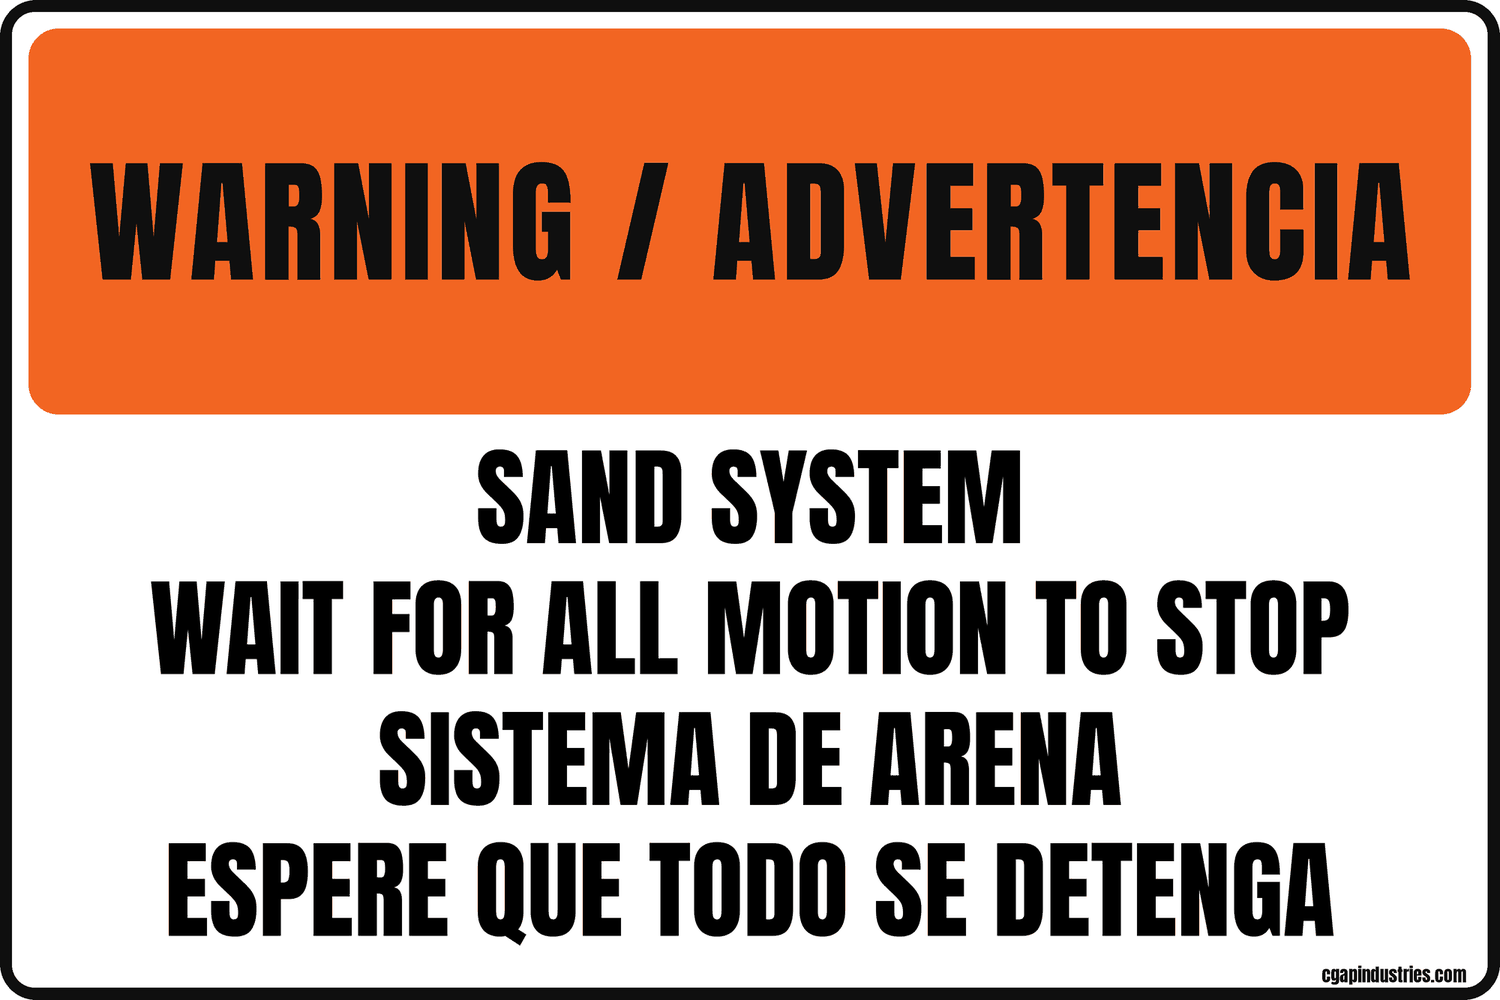 WARNING / ADVERTENCIA
SAND SYSTEM
WAIT FOR ALL MOTION TO STOP
SISTEMA DE ARENA
ESPERE QUE TODO SE DETENGA
cgapindustries.com